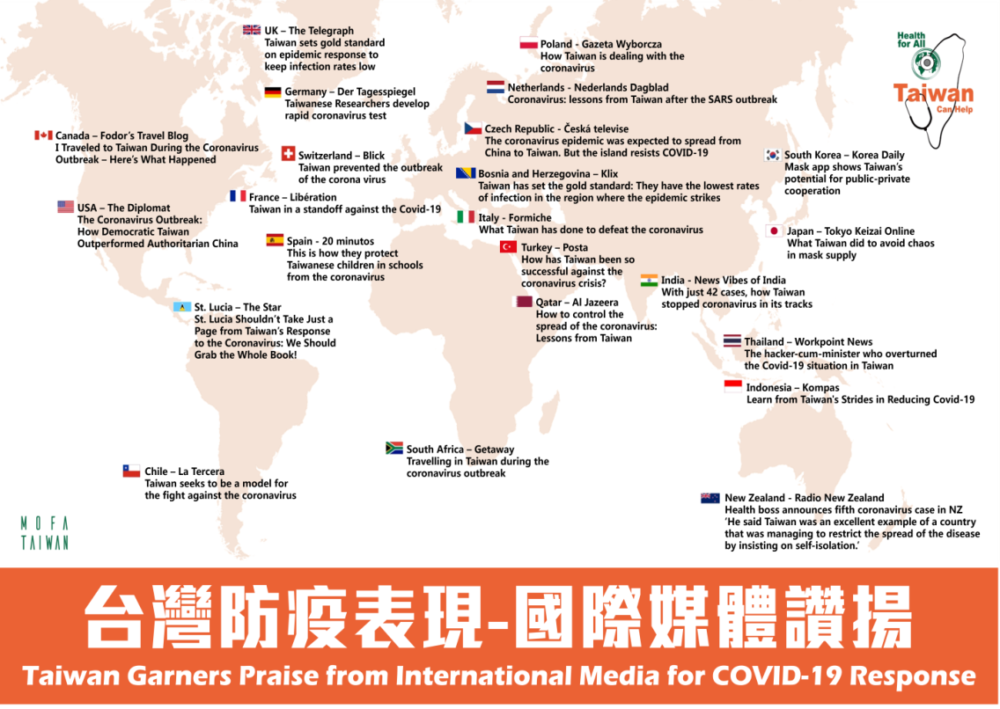 UK – The Telegraph
Taiwan sets gold standard
on epidemic response to
keep infection rates low
Poland - Gazeta Wyborcza
How Taiwan is dealing with the
coronavirus
Health
for All
Taiwan
Can Help
Germany – Der Tagesspiegel
Taiwanese Researchers develop
rapid coronavirus test
Netherlands - Nederlands Dagblad
Coronavirus: lessons from Taiwan after the SARS outbreak
Canada – Fodor's Travel Blog
I Traveled to Taiwan During the Coronavirus
Outbreak – Here's What Happened
Czech Republic - Česká televise
The coronavirus epidemic was expected to spread from
China to Taiwan. But the island resists COVID-19
Switzerland – Blick
Taiwan prevented the outbreak
of the corona virus
South Korea – Korea Daily
Mask app shows Taiwan's
potential for public-private
cooperation
Bosnia and Herzegovina – Klix
Taiwan has set the gold standard: They have the lowest rates
of infection in the region where the epidemic strikes
France – Libération
Taiwan in a standoff against the Covid-19
USA – The Diplomat
The Coronavirus Outbreak:
How Democratic Taiwan
Outperformed Authoritarian China
Italy - Formiche
What Taiwan has done to defeat the coronavirus
Japan – Tokyo Keizai Online
What Taiwan did to avoid chaos
in mask supply
Spain - 20 minutos
This is how they protect
Taiwanese children in schools
from the coronavirus
Turkey – Posta
How has Taiwan been so
successful against the
coronavirus crisis?
India - News Vibes of India
With just 42 cases, how Taiwan
stopped coronavirus in its tracks
Qatar – Al Jazeera
How to control the
spread of the coronavirus:
Lessons from Taiwan
St. Lucia – The Star
St. Lucia Shouldn't Take Just a
Page from Taiwan's Response
to the Coronavirus: We Should
Grab the Whole Book!
Thailand – Workpoint News
The hacker-cum-minister who overturned
the Covid-19 situation in Taiwan
Indonesia – Kompas
Learn from Taiwan's Strides in Reducing Covid-19
South Africa – Getaway
Travelling in Taiwan during the
coronavirus outbreak
Chile – La Tercera
Taiwan seeks to be a model for
the fight against the coronavirus
New Zealand - Radio New Zealand
Health boss announces fifth coronavirus case in NZ
'He said Taiwan was an excellent example of a country
that was managing to restrict the spread of the disease
by insisting on self-isolation.'
MOFA
TAIWAN
台灣防疫表現-國際媒體讚揚
Taiwan Garners Praise from International Media for COVID-19 Response